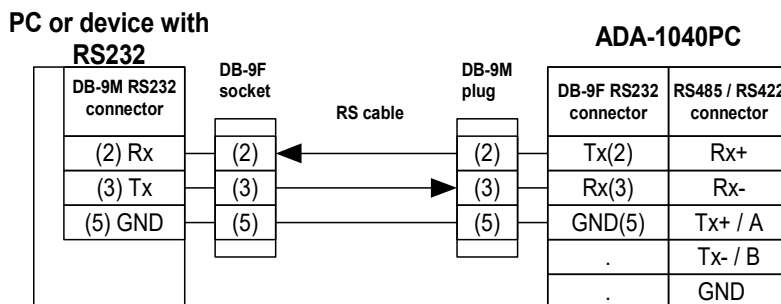 PC or device with
RS232
ADA-1040PC
DB-9M RS232
connector
DB-9F
socket
RS cable
DB-9M
plug
DB-9F RS232
connector
RS485 / RS422
connector
(2) Rx
(2)
(2)
Tx(2)
Rx+
(3) Tx
(3)
(3)
Rx(3)
Rx-
(5) GND
(5)
(5)
GND(5)
Tx+ / A
.
Tx- / B
.
GND